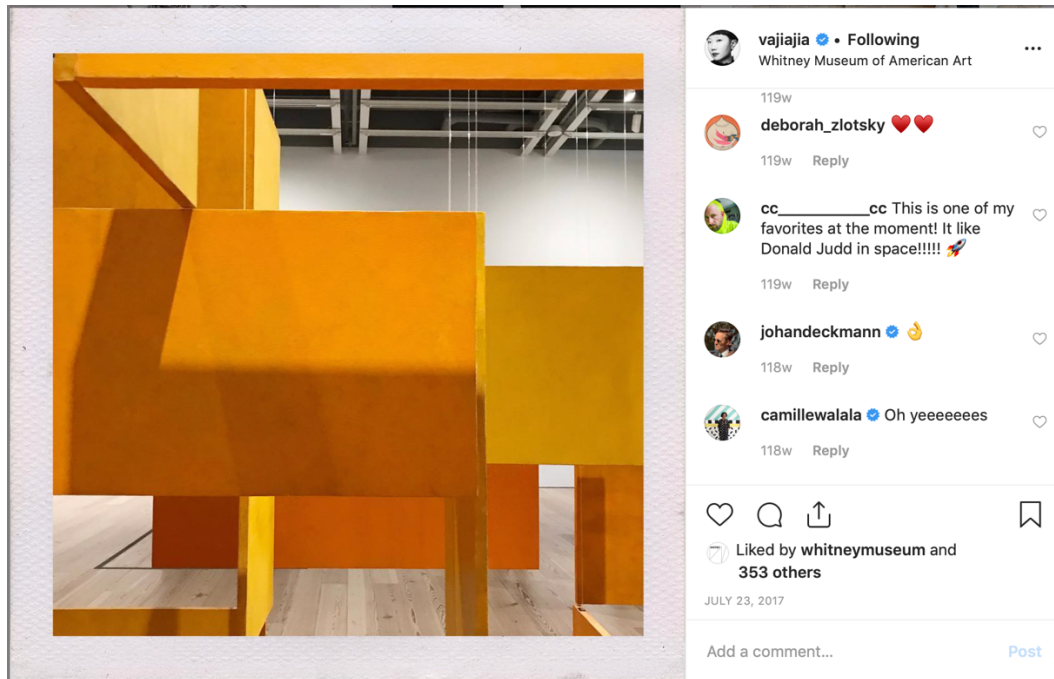 vajiajia • Following
Whitney Museum of American Art
119w
deborah_zlotsky ♥️♥️
119w Reply
cc__________cc This is one of my
favorites at the moment! It like
Donald Judd in space!!!!! 🚀
119w Reply
johandeckmann 👌
118w Reply
camillewalala Oh yeeeeeees
118w Reply
Liked by whitneymuseum and
353 others
JULY 23, 2017
Add a comment... Post